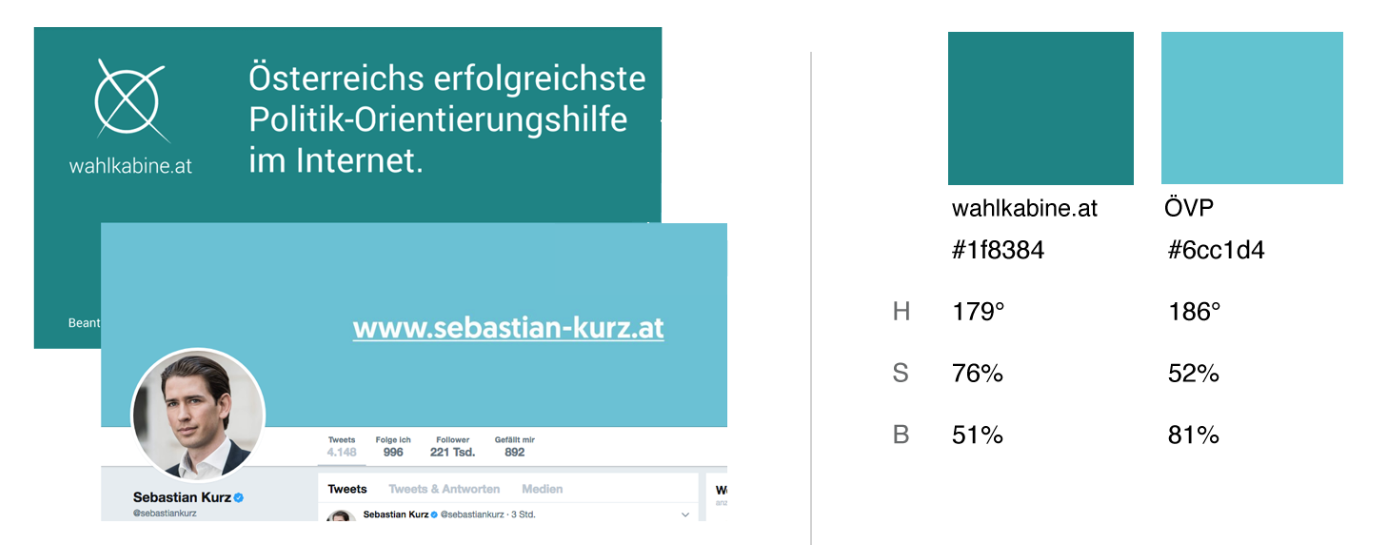 Österreichs erfolgreichste
Politik-Orientierungshilfe
im Internet.
wahlkabine.at
Beant
www.sebastian-kurz.at
Tweets Folge ich Follower Gefällt mir
4.148 996 221 Tsd. 892
Sebastian Kurz
@sebastiankurz
Tweets Tweets & Antworten Medien
Sebastian Kurz @sebastiankurz · 3 Std.
wahlkabine.at ÖVP
#1f8384 #6cc1d4
H 179° 186°
S 76% 52%
B 51% 81%